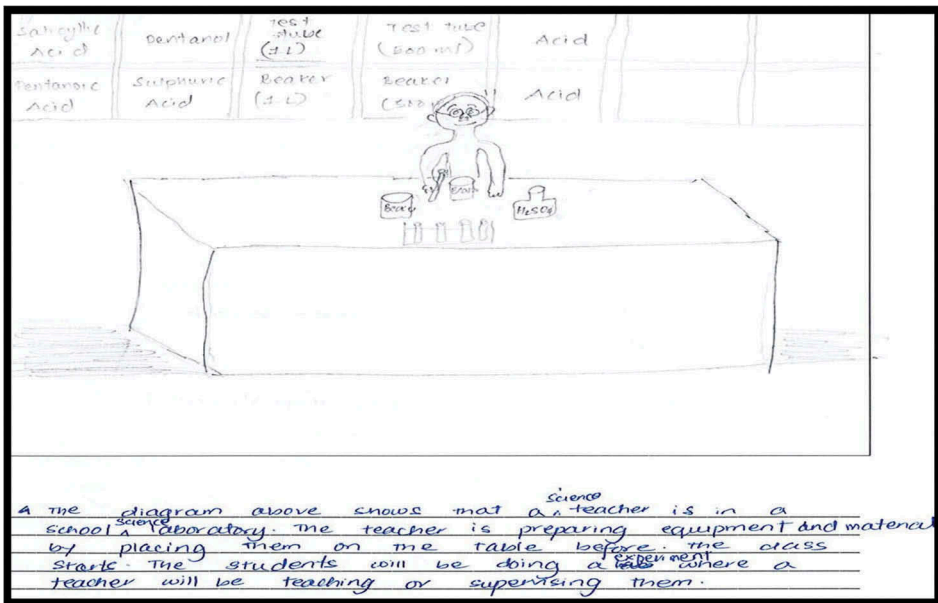 Salicylic Acid
Pentanol
Test tube (1 L)
Test tube (500 ml)
Acid
Pentanoic Acid
Sulphuric Acid
Beaker (1 L)
Beaker
Acid
Beaker
H2SO4
The diagram above shows that a science teacher is in a
school science laboratory. The teacher is preparing equipment and material
by placing them on the table before. the class
starts. The students will be doing a experiment where a
teacher will be teaching or supervising them.